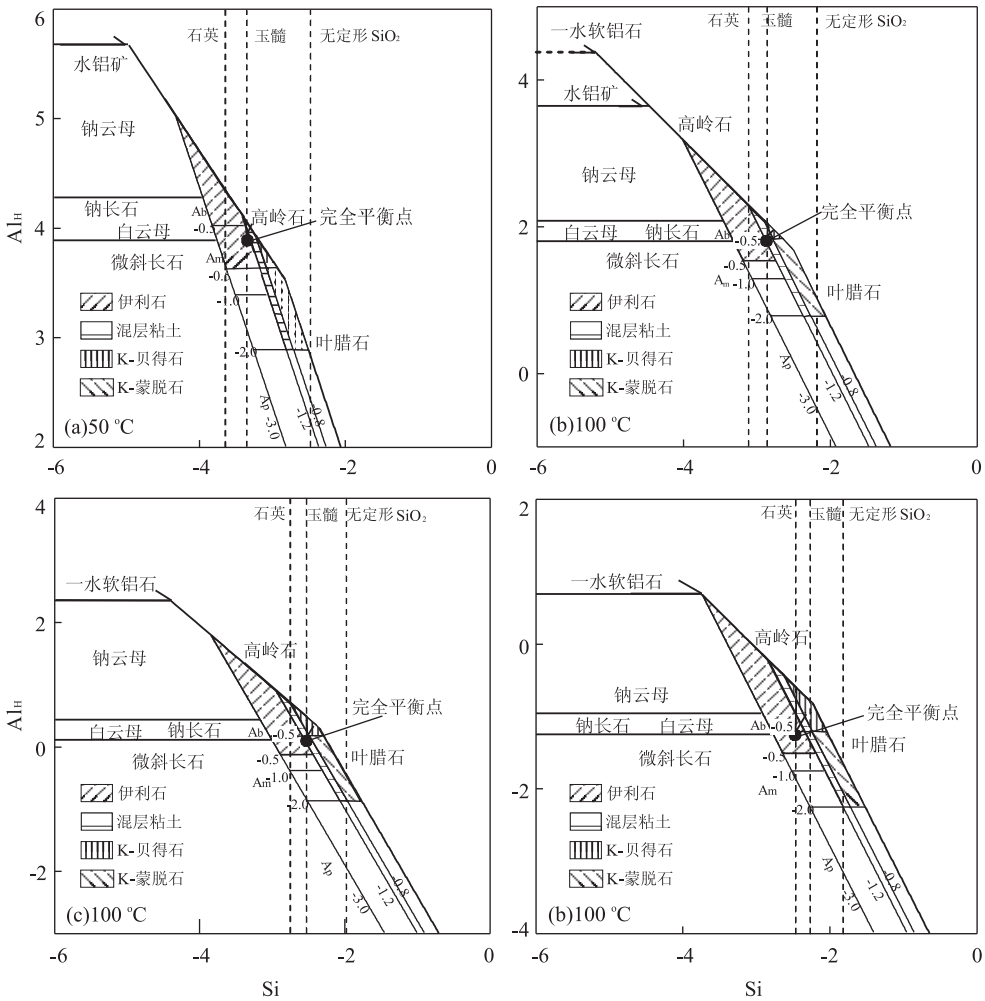 石英
玉髓
无定形 SiO₂
6
5
4
3
2
Al_H
水铝矿
钠云母
钠长石
白云母
微斜长石
Ab
-0.5
Am
-0.5
-1.0
-2.0
高岭石
完全平衡点
叶腊石
伊利石
混层粘土
K-贝得石
K-蒙脱石
(a)50 ℃
Ap
-3.0
-1.2
-0.8
-6
-4
-2
0
石英
玉髓
无定形 SiO₂
4
2
0
一水软铝石
水铝矿
高岭石
钠云母
完全平衡点
白云母
钠长石
Ab
-0.5
微斜长石
-0.5
Am
-1.0
-2.0
叶腊石
伊利石
混层粘土
K-贝得石
K-蒙脱石
(b)100 ℃
Ap
-3.0
-1.2
-0.8
-6
-4
-2
0
石英
玉髓
无定形 SiO₂
4
2
0
-2
Al_H
一水软铝石
高岭石
钠云母
完全平衡点
白云母
钠长石
Ab
-0.5
微斜长石
-0.5
-1.0
Am
-2.0
叶腊石
伊利石
混层粘土
K-贝得石
K-蒙脱石
(c)100 ℃
Ap
-3.0
-1.2
-0.8
-6
-4
-2
0
Si
石英
玉髓
无定形 SiO₂
2
0
-2
-4
一水软铝石
高岭石
钠云母
完全平衡点
钠长石
白云母
Ab
-0.5
微斜长石
-0.5
-1.0
Am
-2.0
叶腊石
伊利石
混层粘土
K-贝得石
K-蒙脱石
(b)100 ℃
Ap
-3.0
-1.2
-0.8
-6
-4
-2
0
Si